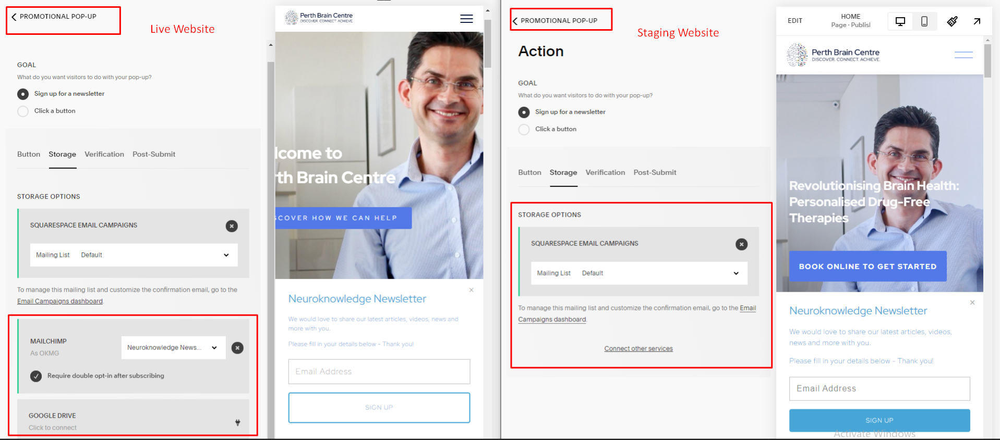 PROMOTIONAL POP-UP
Live Website
GOAL
What do you want visitors to do with your pop-up?
Sign up for a newsletter
Click a button
Button Storage Verification Post-Submit
STORAGE OPTIONS
SQUARESPACE EMAIL CAMPAIGNS
Mailing List Default
To manage this mailing list and customize the confirmation email, go to the
Email Campaigns dashboard.
MAILCHIMP
As OKMG
Neuroknowledge News...
Require double opt-in after subscribing
GOOGLE DRIVE
Click to connect
Perth Brain Centre
DISCOVER. CONNECT. ACHIEVE.
lcome to
th Brain Centre
SCOVER HOW WE CAN HELP
Neuroknowledge Newsletter
We would love to share our latest articles, videos, news and
more with you.
Please fill in your details below - Thank you!
Email Address
SIGN UP
PROMOTIONAL POP-UP
Staging Website
Action
GOAL
What do you want visitors to do with your pop-up?
Sign up for a newsletter
Click a button
Button Storage Verification Post-Submit
STORAGE OPTIONS
SQUARESPACE EMAIL CAMPAIGNS
Mailing List Default
To manage this mailing list and customize the confirmation email, go to the Email
Campaigns dashboard.
Connect other services
EDIT
HOME
Page · Publisl
Perth Brain Centre
DISCOVER. CONNECT. ACHIEVE.
Revolutionising Brain Health:
Personalised Drug-Free
Therapies
BOOK ONLINE TO GET STARTED
Neuroknowledge Newsletter
We would love to share our latest articles, videos,
news and more with you.
Please fill in your details below - Thank you!
Email Address
SIGN UP
Activate Windows